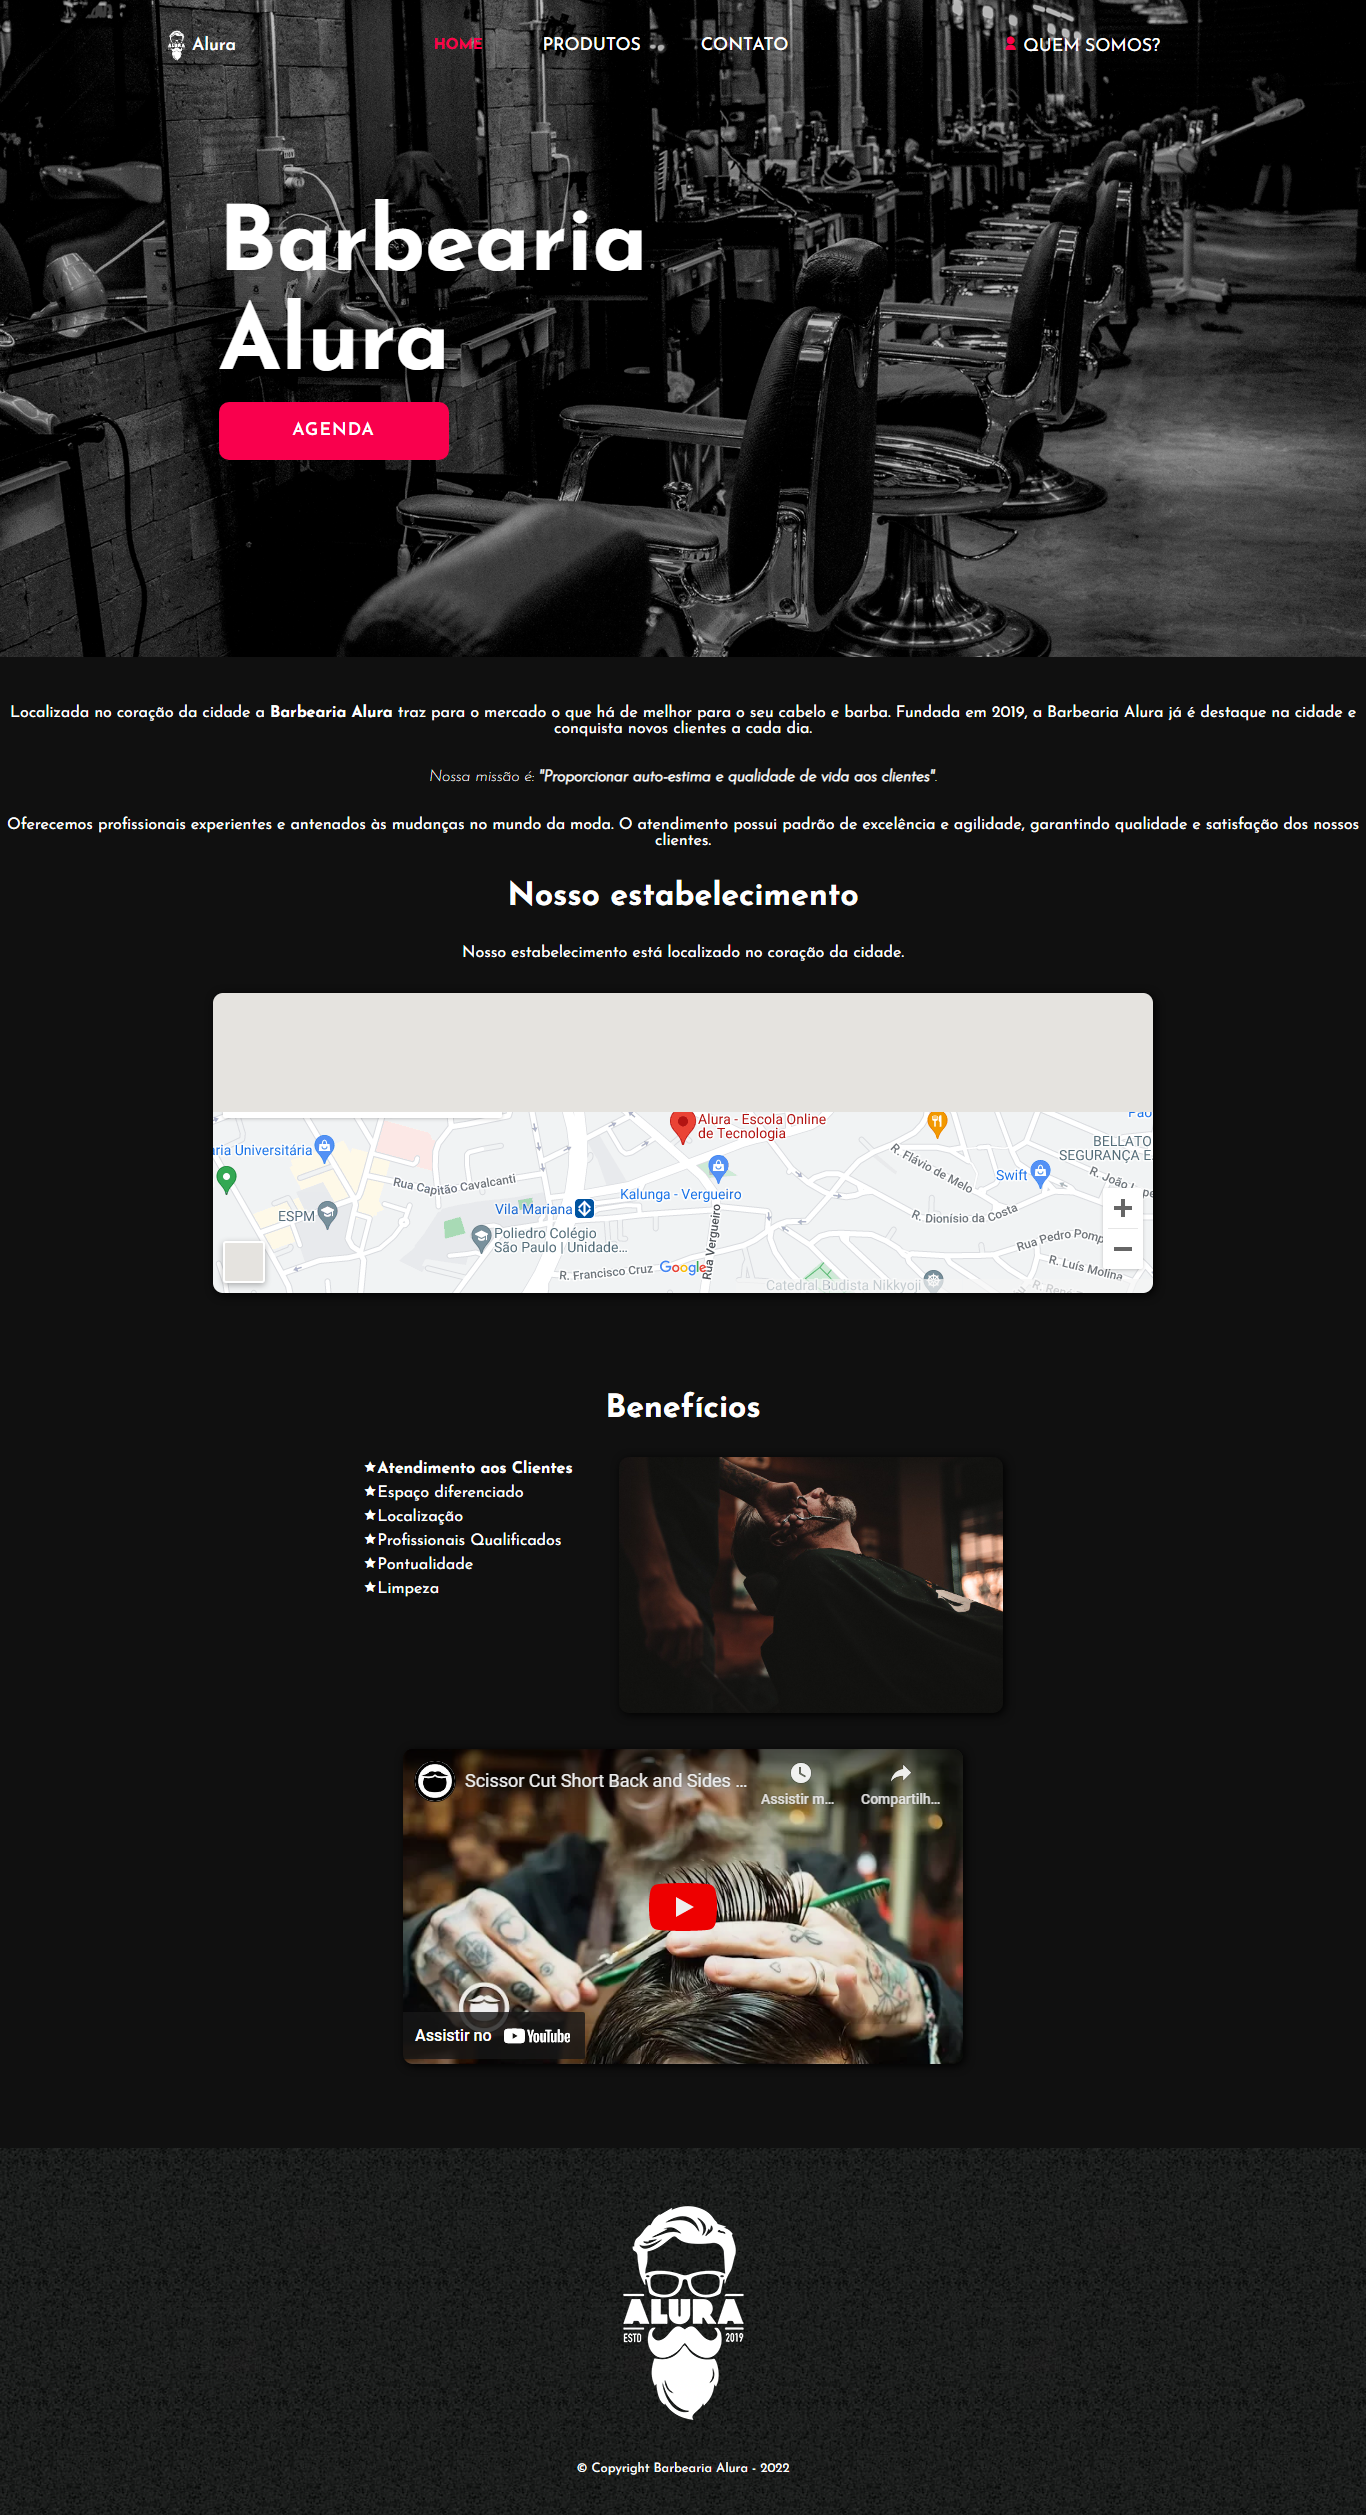 ALURA
Alura
HOME
PRODUTOS
CONTATO
QUEM SOMOS?
Barbearia
Alura
AGENDA
Localizada no coração da cidade a Barbearia Alura traz para o mercado o que há de melhor para o seu cabelo e barba. Fundada em 2019, a Barbearia Alura já é destaque na cidade e
conquista novos clientes a cada dia.
Nossa missão é: "Proporcionar auto-estima e qualidade de vida aos clientes".
Oferecemos profissionais experientes e antenados às mudanças no mundo da moda. O atendimento possui padrão de excelência e agilidade, garantindo qualidade e satisfação dos nossos
clientes.
Nosso estabelecimento
Nosso estabelecimento está localizado no coração da cidade.
Alura - Escola Online
de Tecnologia
ria Universitária
Rua Capitão Cavalcanti
R. Flávio de Melo
BELLATO
SEGURANÇA E
Swift
R. João
Kalunga - Vergueiro
Vila Mariana
ESPM
Poliedro Colégio
São Paulo | Unidade...
Rua Vergueiro
R. Dionísio da Costa
Rua Pedro Pomp
R. Luís Molina
R. Francisco Cruz
Google
Catedral Budista Nikkyoji
Benefícios
Atendimento aos Clientes
Espaço diferenciado
Localização
Profissionais Qualificados
Pontualidade
Limpeza
Scissor Cut Short Back and Sides ...
Assistir m...
Compartilh...
Assistir no YouTube
ALURA
ESTD 2019
© Copyright Barbearia Alura - 2022